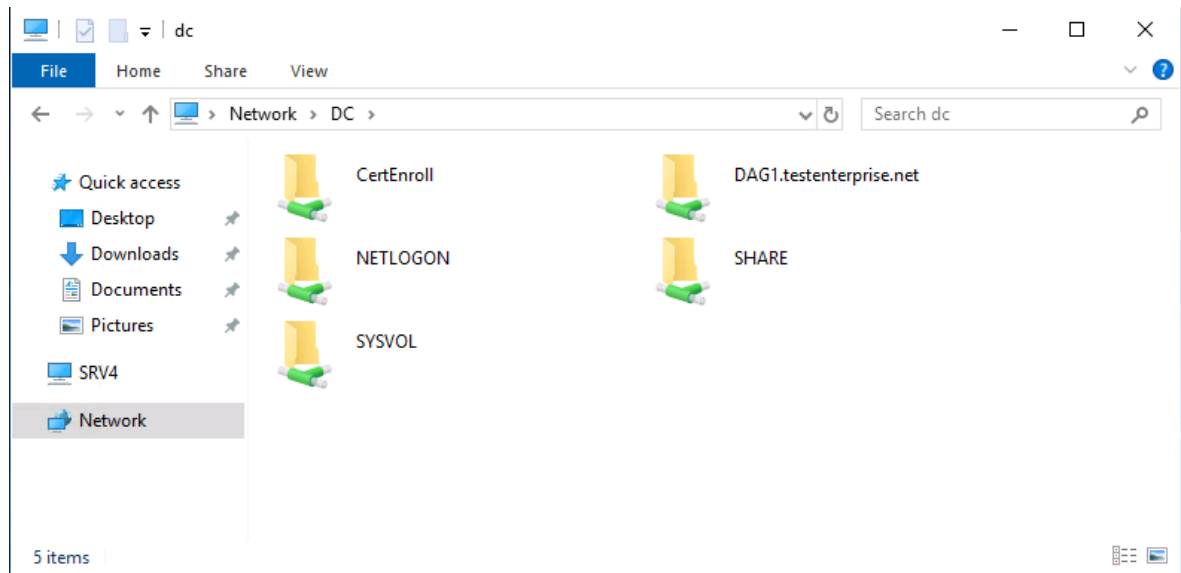 dc
File Home Share View
Network > DC >
Search dc
Quick access
Desktop
Downloads
Documents
Pictures
SRV4
Network
CertEnroll
DAG1.testenterprise.net
NETLOGON
SHARE
SYSVOL
5 items